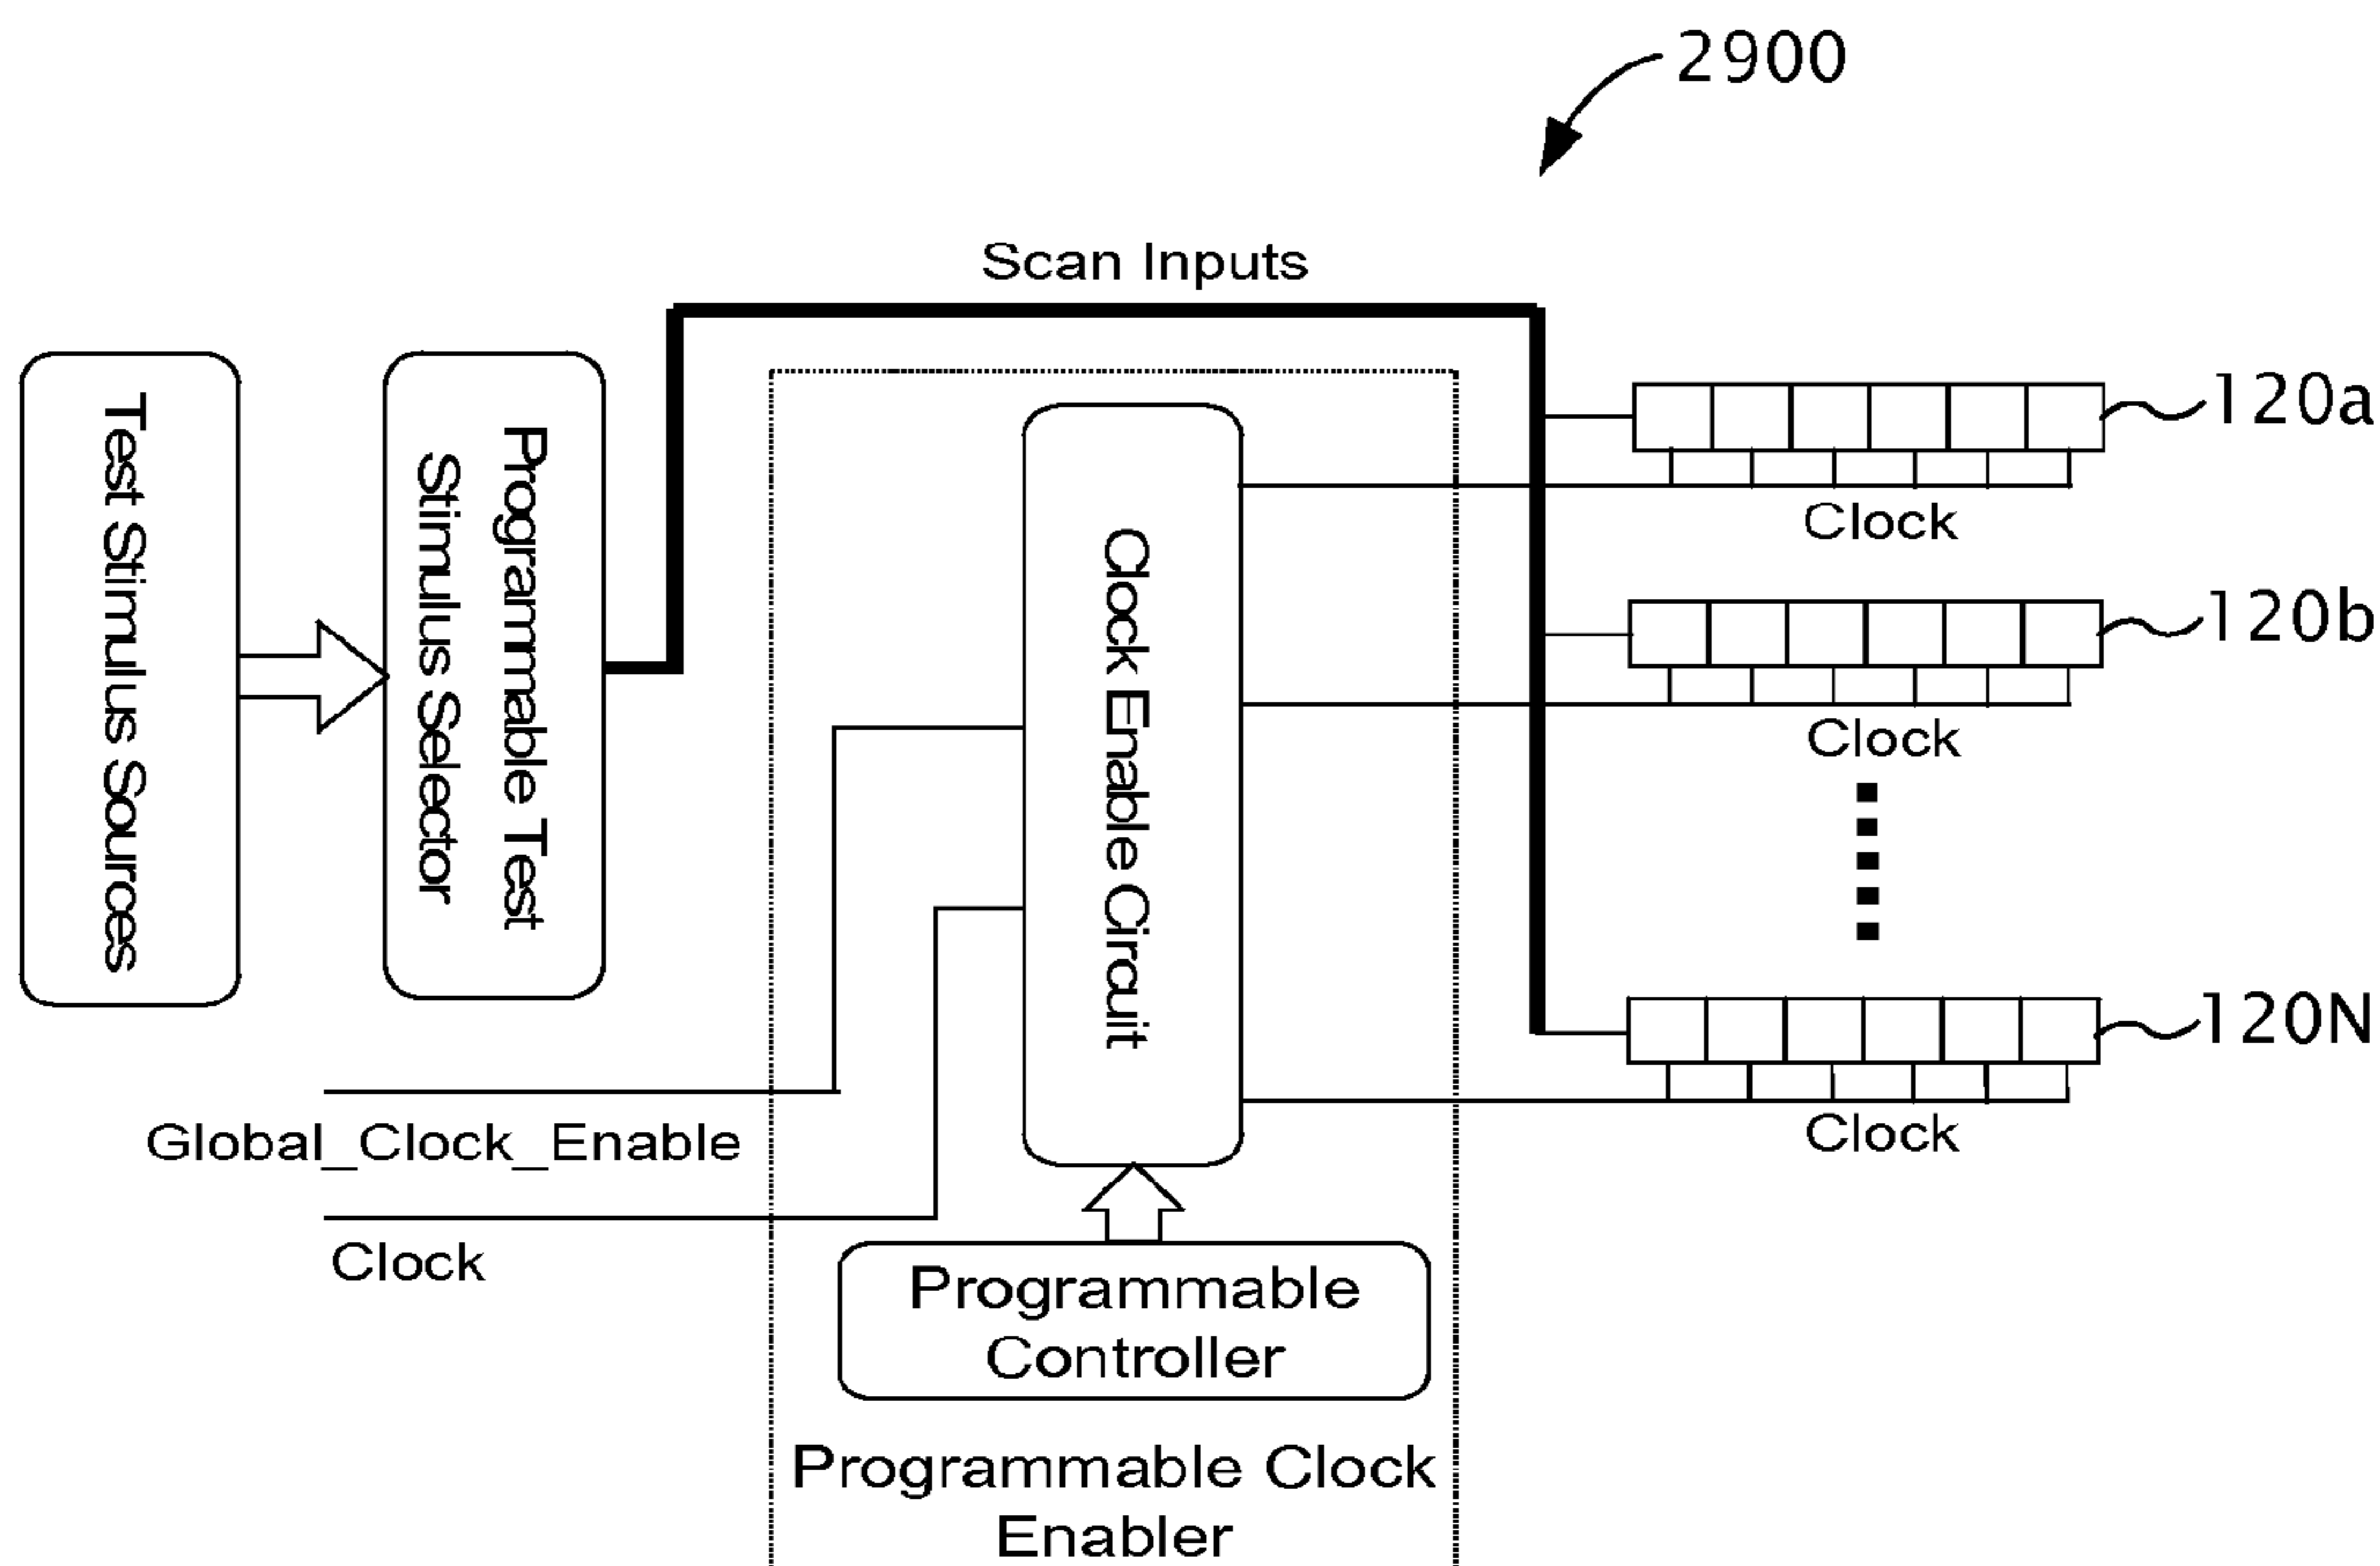 2900
Scan Inputs
Test Stimulus Sources
Programmable Test
Stimulus Selector
Clock Enable Circuit
120a
Clock
120b
Clock
120N
Clock
Global_Clock_Enable
Clock
Programmable
Controller
Programmable Clock
Enabler